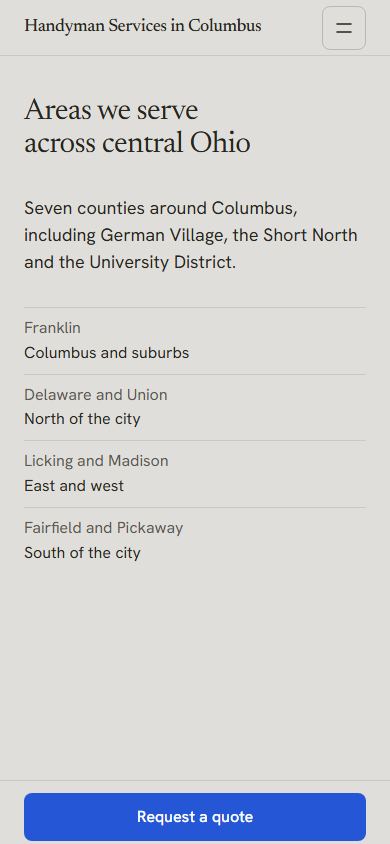 Handyman Services in Columbus
Areas we serve
across central Ohio
Seven counties around Columbus,
including German Village, the Short North
and the University District.
Franklin
Columbus and suburbs
Delaware and Union
North of the city
Licking and Madison
East and west
Fairfield and Pickaway
South of the city
Request a quote